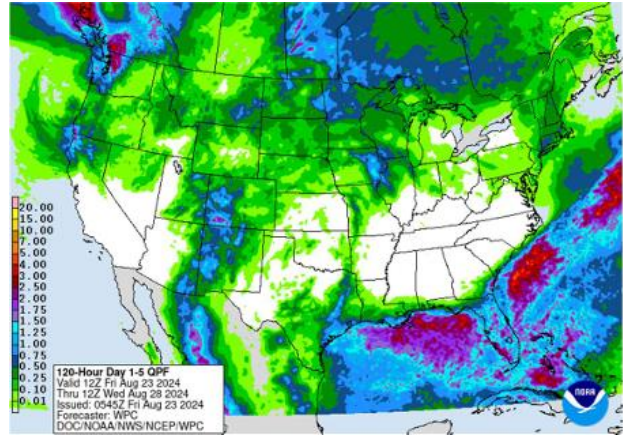 20.00
15.00
10.00
7.00
5.00
4.00
3.00
2.50
2.00
1.75
1.50
1.25
1.00
0.75
0.50
0.25
0.10
0.01
120-Hour Day 1-5 QPF
Valid 12Z Fri Aug 23 2024
Thru 12Z Wed Aug 28 2024
Issued: 0545Z Fri Aug 23 2024
Forecaster: WPC
DOC/NOAA/NWS/NCEP/WPC
NOAA